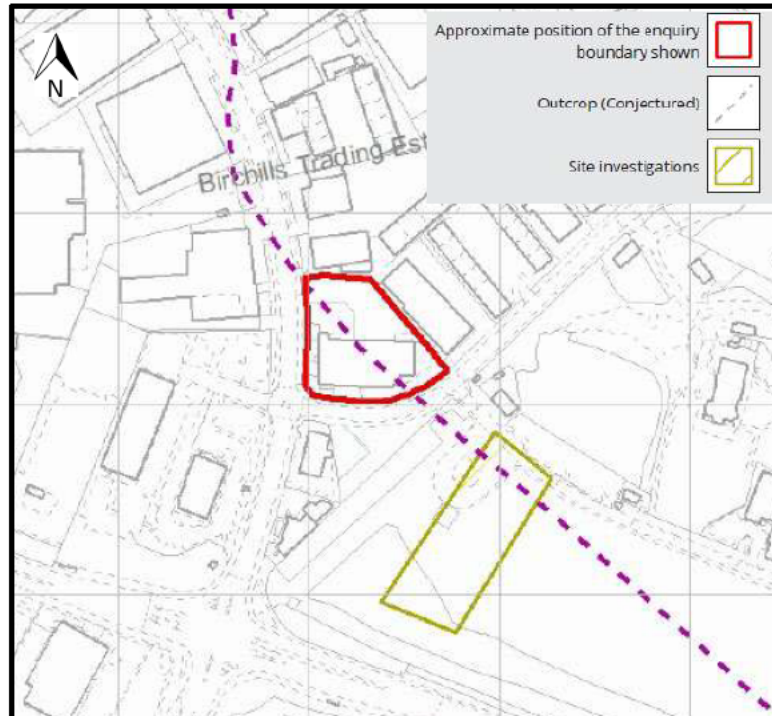 Approximate position of the enquiry
boundary shown
Outcrop (Conjectured)
Site investigations
N
Birchills Trading Est